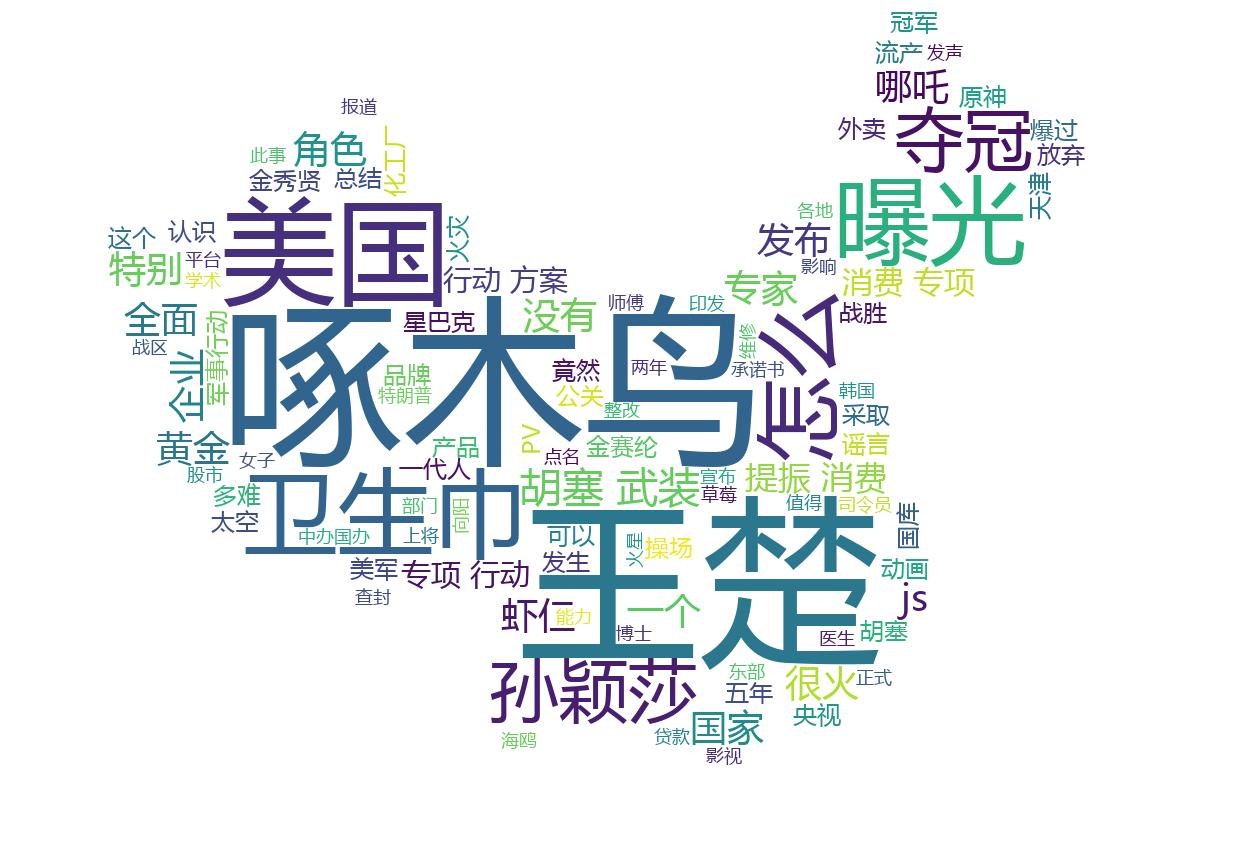 冠军
流产 发声
哪吒
原神
报道
夺冠
外卖
爆过
放弃
角色
此事
化工厂
金秀贤
总结
天津
曝光
美国
各地
这个
认识
火灾
发布
特别
平台
学术
影响
行动 方案
专家
消费 专项
啄木鸟
怎么
全面
星巴克
没有
师傅
印发
战胜
战区
军事行动
维修
企业
品牌
竟然
两年
承诺书
特朗普
公关
整改
韩国
采取
黄金
产品
PV
金赛纶
谣言
女子
点名
股市
一代人
胡塞 武装
宣布
提振 消费
卫生巾
多难
草莓
部门
向阳
值得
司令员
太空
中办国办
上将
王楚
可以
火星
操场
国库
美军
专项 行动
发生
动画
查封
js
虾仁
能力
一个
博士
医生
胡塞
孙颖莎
东部
五年
很火
正式
海鸥
贷款
国家
央视
影视